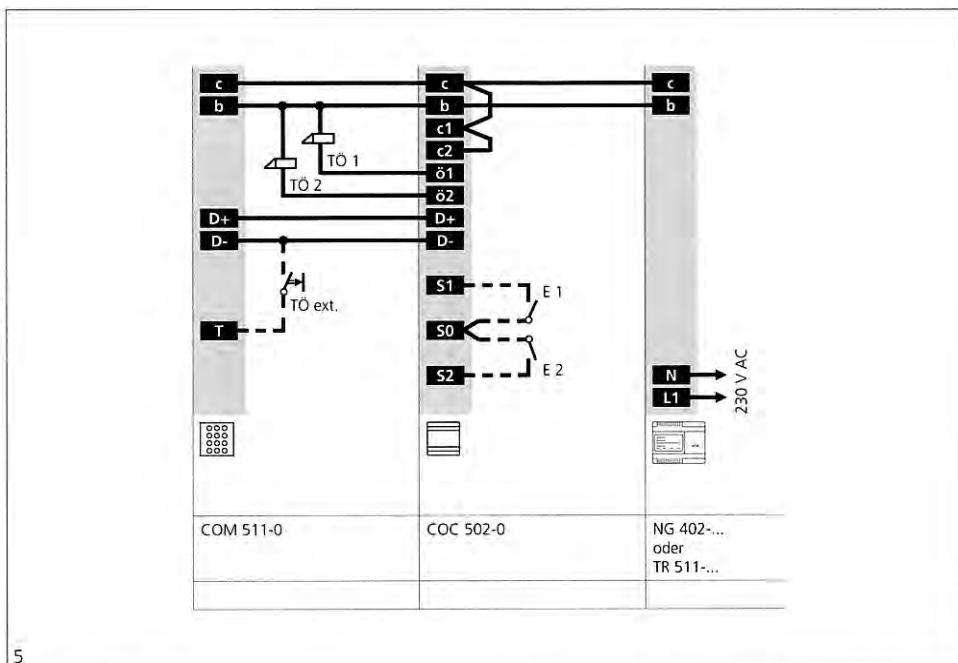 c c c
b b b
c1
c2
TÖ 1
ö1
TÖ 2
ö2
D+ D+
D- D-
S1 E 1
TÖ ext.
T S0
S2 E 2
N
L1
230 V AC
COM 511-0 COC 502-0 NG 402-...
oder
TR 511-...
5